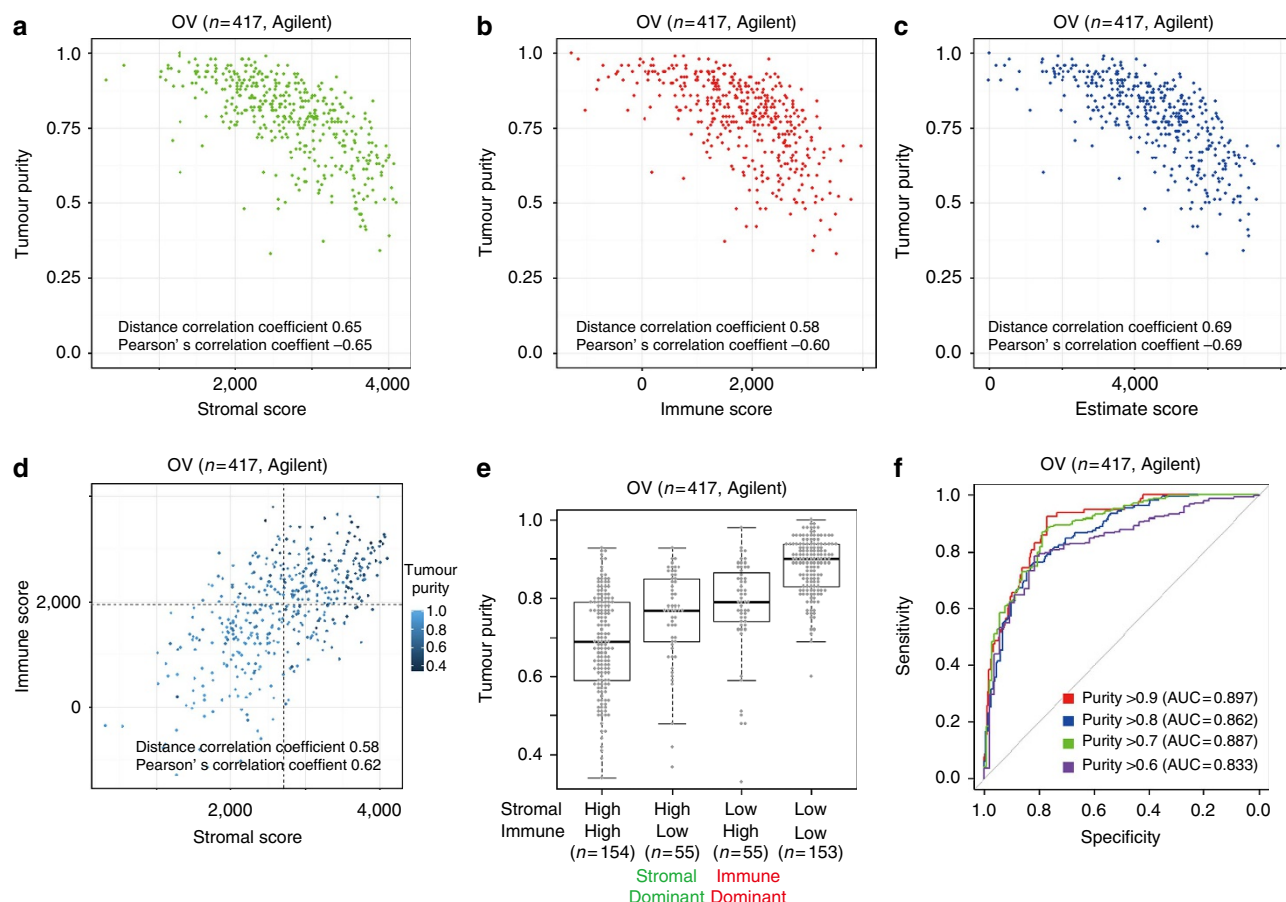 a
OV (n=417, Agilent)
1.0
0.75
0.5
0.25
0.0
Tumour purity
Distance correlation coefficient 0.65
Pearson' s correlation coeffient –0.65
2,000
4,000
Stromal score
b
OV (n=417, Agilent)
1.0
0.75
0.5
0.25
0.0
Tumour purity
Distance correlation coefficient 0.58
Pearson' s correlation coeffient –0.60
0
2,000
Immune score
c
OV (n=417, Agilent)
1.0
0.75
0.5
0.25
0.0
Tumour purity
Distance correlation coefficient 0.69
Pearson' s correlation coeffient –0.69
0
4,000
Estimate score
d
OV (n=417, Agilent)
2,000
0
Immune score
Distance correlation coefficient 0.58
Pearson' s correlation coeffient 0.62
2,000
4,000
Stromal score
Tumour
purity
1.0
0.8
0.6
0.4
e
OV (n=417, Agilent)
1.0
0.8
0.6
0.4
Tumour purity
Stromal High High Low Low
Immune High Low High Low
(n=154) (n=55) (n=55) (n=153)
Stromal Immune
Dominant Dominant
f
OV (n=417, Agilent)
1.0
0.8
0.6
0.4
0.2
0.0
Sensitivity
Purity >0.9 (AUC=0.897)
Purity >0.8 (AUC=0.862)
Purity >0.7 (AUC=0.887)
Purity >0.6 (AUC=0.833)
1.0 0.8 0.6 0.4 0.2 0.0
Specificity